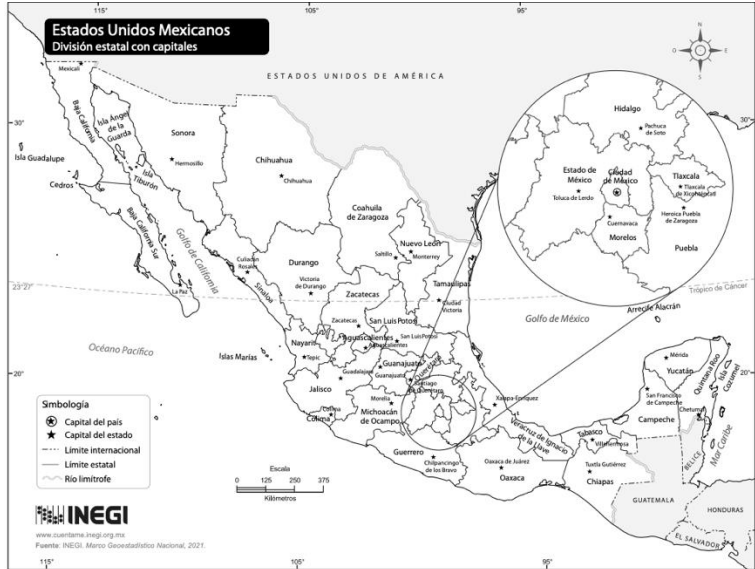 115°
105°
95°
Estados Unidos Mexicanos
División estatal con capitales
N
O
E
S
ESTADOS UNIDOS DE AMÉRICA
Mexicali
Baja California
Isla Ángel
de la
Guarda
Sonora
Hermosillo
Isla
Tiburón
30°
30°
Isla Guadalupe
Cedros
Baja California Sur
La Paz
Golfo de California
Chihuahua
Chihuahua
Coahuila
de Zaragoza
Saltillo
Nuevo León
Monterrey
Culiacán
Rosales
Sinaloa
Durango
Victoria
de Durango
Tamaulipas
Ciudad
Victoria
Zacatecas
Zacatecas
San Luis Potosí
San Luis Potosí
Aguascalientes
Aguascalientes
Hidalgo
Pachuca
de Soto
Estado de
México
Toluca de Lerdo
Ciudad
de México
Tlaxcala
Tlaxcala
de Xicohténcatl
Heroica Puebla
de Zaragoza
Cuernavaca
Morelos
Puebla
23°27'
Trópico de Cáncer
Arrecife Alacrán
Golfo de México
Océano Pacífico
Islas Marías
20°
20°
Nayarit
Tepic
Jalisco
Guadalajara
Guanajuato
Guanajuato
Querétaro
Santiago
de Querétaro
Colima
Colima
Morelia
Michoacán
de Ocampo
Guerrero
Chilpancingo
de los Bravo
Xalapa-Enríquez
Veracruz de Ignacio
de la Llave
Oaxaca de Juárez
Oaxaca
Tabasco
Villahermosa
Tuxtla Gutiérrez
Chiapas
Mérida
Yucatán
San Francisco
de Campeche
Campeche
Quintana Roo
Isla
Cozumel
Chetumal
Mar Caribe
BELICE
GUATEMALA
HONDURAS
EL SALVADOR
Simbología
Capital del país
Capital del estado
Límite internacional
Límite estatal
Río limítrofe
Escala
0 125 250 375
Kilómetros
INEGI
www.cuentame.inegi.org.mx
Fuente: INEGI. Marco Geoestadístico Nacional, 2021.
115°
105°
95°